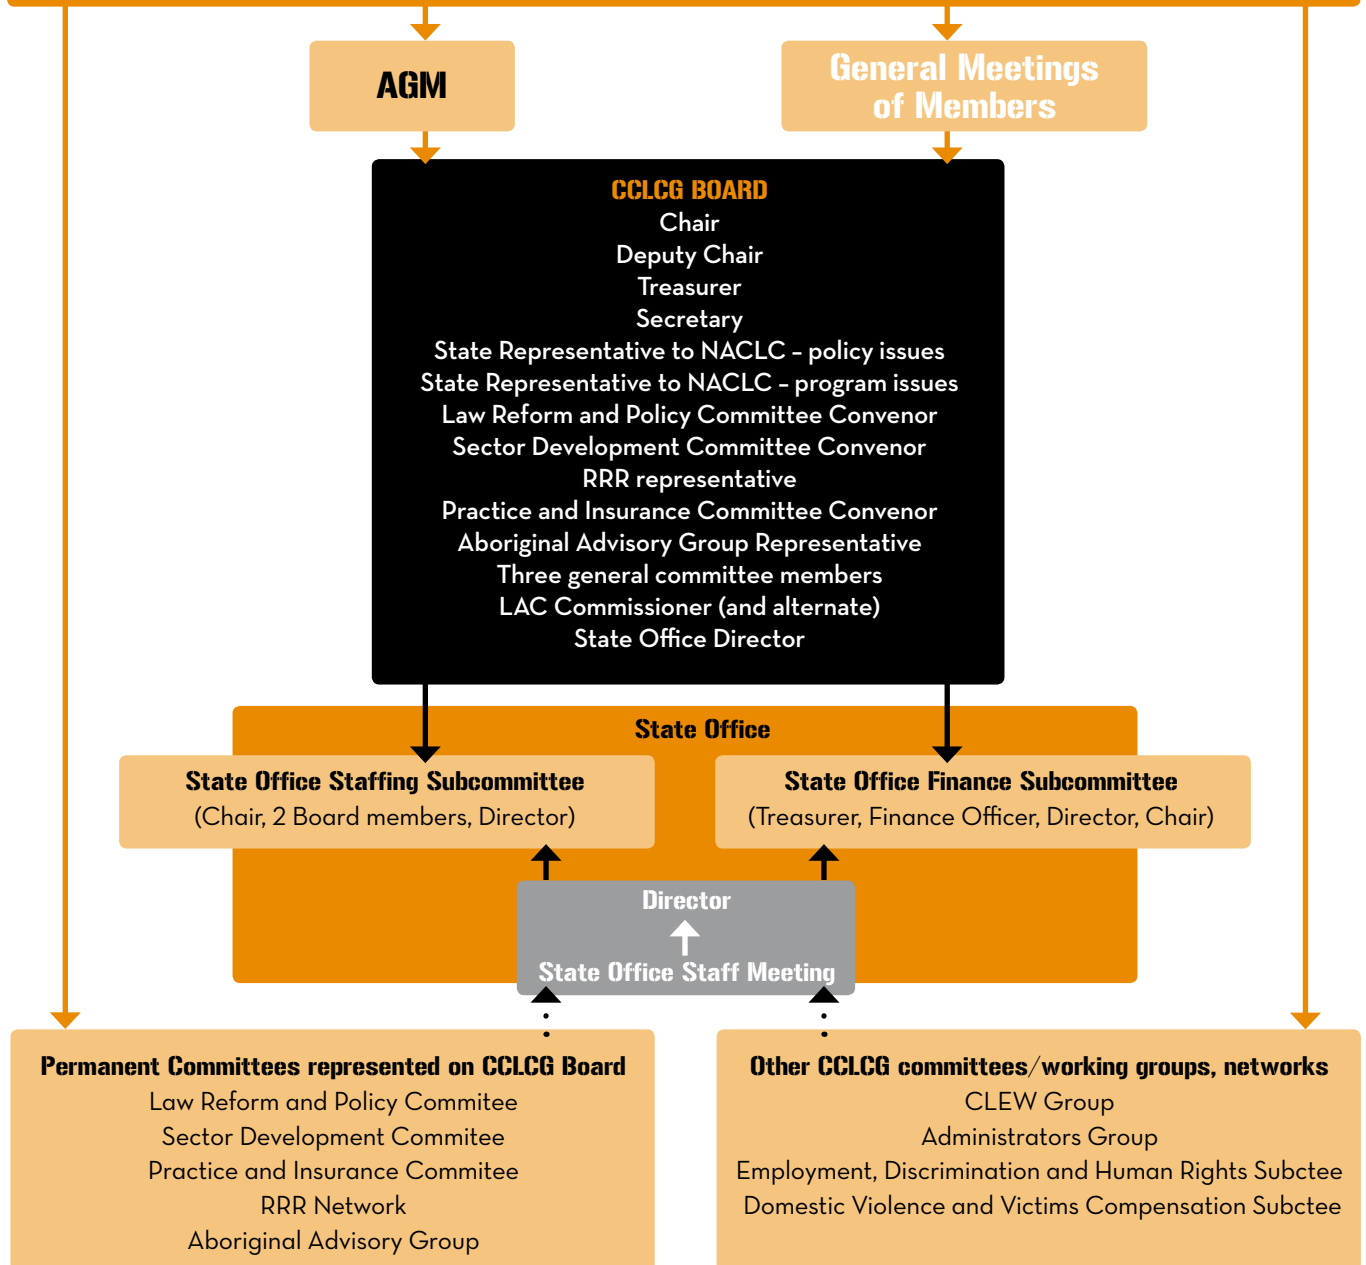 AGM
General Meetings
of Members
CCLCG BOARD
Chair
Deputy Chair
Treasurer
Secretary
State Representative to NACLC – policy issues
State Representative to NACLC – program issues
Law Reform and Policy Committee Convenor
Sector Development Committee Convenor
RRR representative
Practice and Insurance Committee Convenor
Aboriginal Advisory Group Representative
Three general committee members
LAC Commissioner (and alternate)
State Office Director
State Office
State Office Staffing Subcommittee
(Chair, 2 Board members, Director)
State Office Finance Subcommittee
(Treasurer, Finance Officer, Director, Chair)
Director
State Office Staff Meeting
Permanent Committees represented on CCLCG Board
Law Reform and Policy Commitee
Sector Development Commitee
Practice and Insurance Commitee
RRR Network
Aboriginal Advisory Group
Other CCLCG committees/working groups, networks
CLEW Group
Administrators Group
Employment, Discrimination and Human Rights Subctee
Domestic Violence and Victims Compensation Subctee